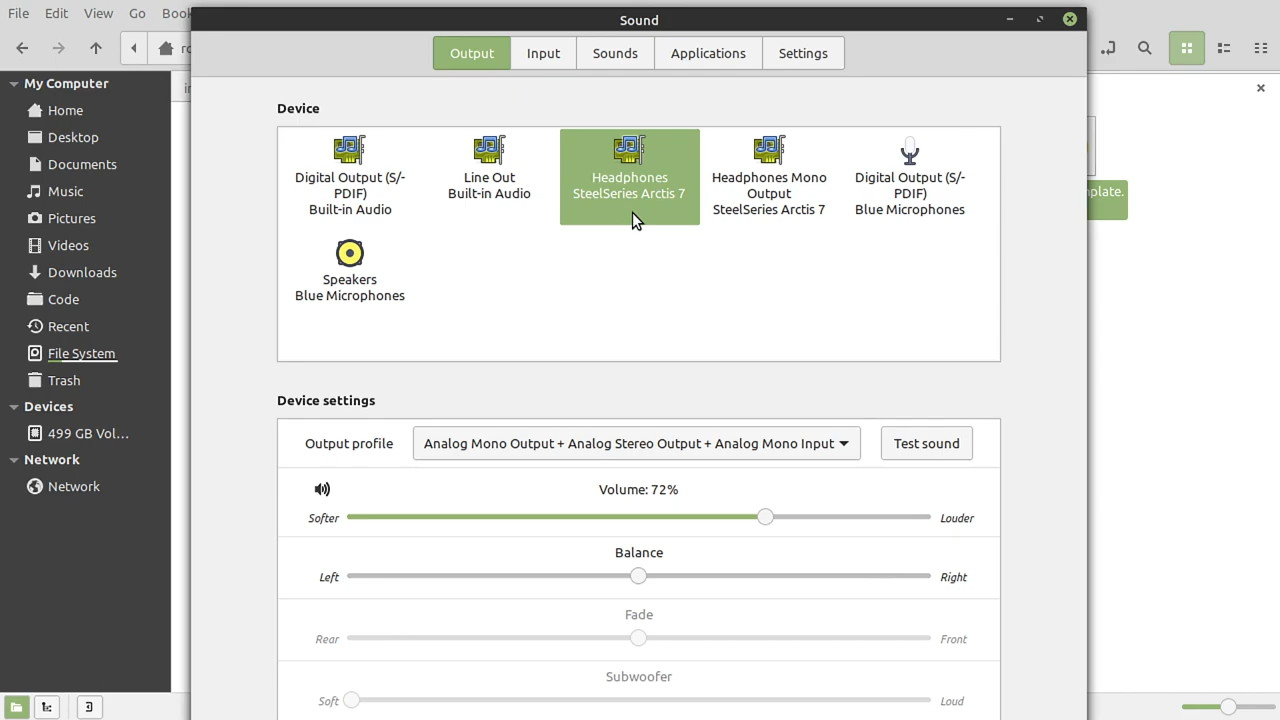 File Edit View Go Book
Sound
Output Input Sounds Applications Settings
My Computer
Home
Desktop
Documents
Music
Pictures
Videos
Downloads
Code
Recent
File System
Trash
Devices
499 GB Vol...
Network
Network
Device
Digital Output (S/-
PDIF)
Built-in Audio
Line Out
Built-in Audio
Headphones
SteelSeries Arctis 7
Headphones Mono
Output
SteelSeries Arctis 7
Digital Output (S/-
PDIF)
Blue Microphones
Speakers
Blue Microphones
plate.
Device settings
Output profile Analog Mono Output + Analog Stereo Output + Analog Mono Input Test sound
Volume: 72%
Softer Louder
Balance
Left Right
Fade
Rear Front
Subwoofer
Soft Loud